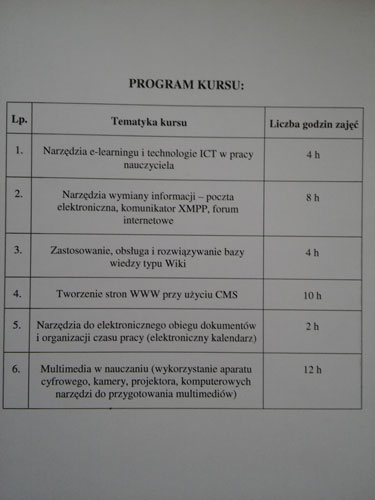 PROGRAM KURSU:
Lp. Tematyka kursu Liczba godzin zajęć
1. Narzędzia e-learningu i technologie ICT w pracy 4 h
nauczyciela
2. Narzędzia wymiany informacji – poczta 8 h
elektroniczna, komunikator XMPP, forum
internetowe
3. Zastosowanie, obsługa i rozwiązywanie bazy 4 h
wiedzy typu Wiki
4. Tworzenie stron WWW przy użyciu CMS 10 h
5. Narzędzia do elektronicznego obiegu dokumentów 2 h
i organizacji czasu pracy (elektroniczny kalendarz)
6. Multimedia w nauczaniu (wykorzystanie aparatu 12 h
cyfrowego, kamery, projektora, komputerowych
narzędzi do przygotowania multimediów)